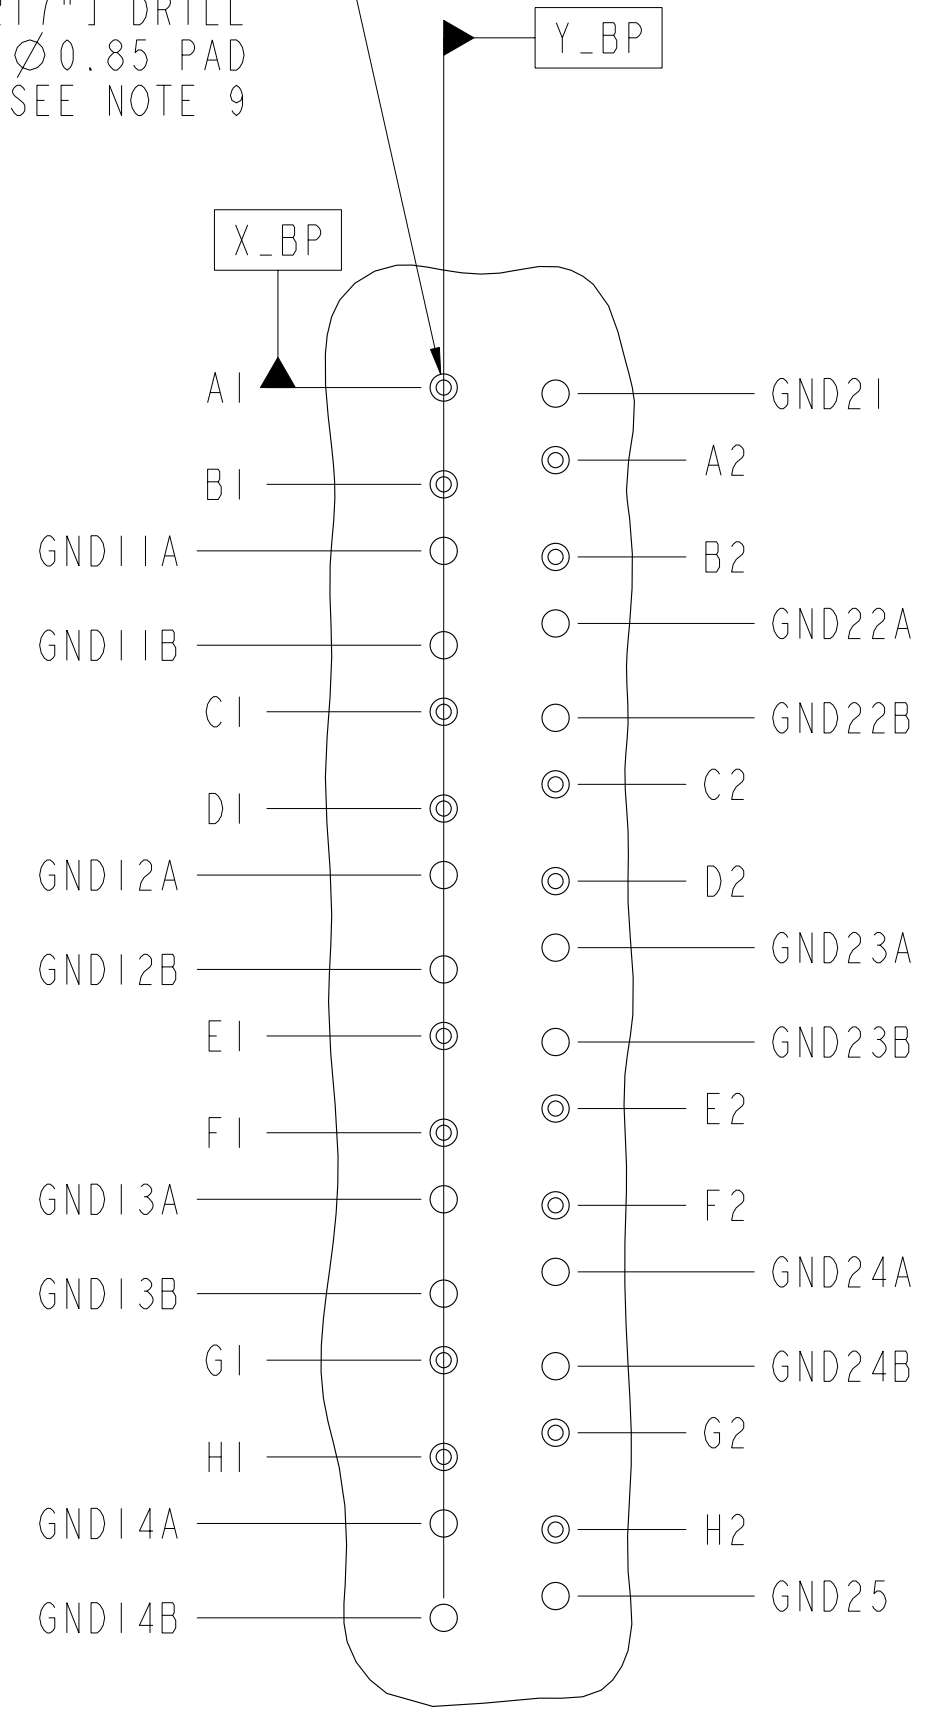 DRILL
Ø0.85 PAD
SEE NOTE 9
Y_BP
X_BP
A1
GND21
A2
B1
GND11A
B2
GND22A
GND11B
C1
GND22B
C2
D1
GND12A
D2
GND23A
GND12B
E1
GND23B
E2
F1
GND13A
F2
GND24A
GND13B
G1
GND24B
G2
H1
GND14A
H2
GND25
GND14B